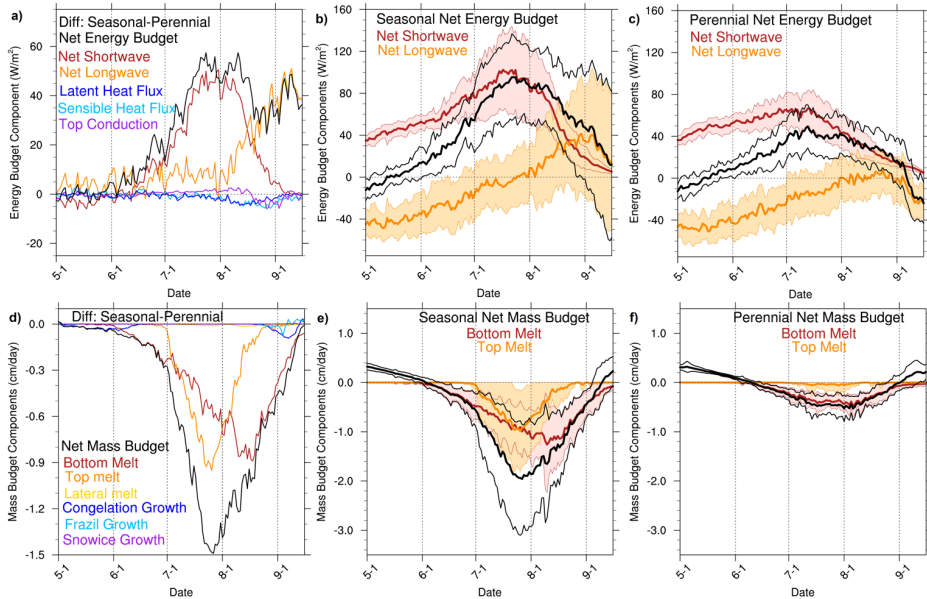 a)
Diff: Seasonal-Perennial
Net Energy Budget
Net Shortwave
Net Longwave
Latent Heat Flux
Sensible Heat Flux
Top Conduction
Energy Budget Components (W/m²)
60
40
20
0
-20
5-1
6-1
7-1
8-1
9-1
Date
b)
Seasonal Net Energy Budget
Net Shortwave
Net Longwave
Energy Budget Components (W/m²)
160
120
80
40
0
-40
5-1
6-1
7-1
8-1
9-1
Date
c)
Perennial Net Energy Budget
Net Shortwave
Net Longwave
Energy Budget Components (W/m²)
160
120
80
40
0
-40
5-1
6-1
7-1
8-1
9-1
Date
d)
Diff: Seasonal-Perennial
Net Mass Budget
Bottom Melt
Top melt
Lateral melt
Congelation Growth
Frazil Growth
Snowice Growth
Mass Budget Components (cm/day)
0.0
-0.3
-0.6
-0.9
-1.2
-1.5
5-1
6-1
7-1
8-1
9-1
Date
e)
Seasonal Net Mass Budget
Bottom Melt
Top Melt
Mass Budget Components (cm/day)
1.0
0.0
-1.0
-2.0
-3.0
5-1
6-1
7-1
8-1
9-1
Date
f)
Perennial Net Mass Budget
Bottom Melt
Top Melt
Mass Budget Components (cm/day)
1.0
0.0
-1.0
-2.0
-3.0
5-1
6-1
7-1
8-1
9-1
Date